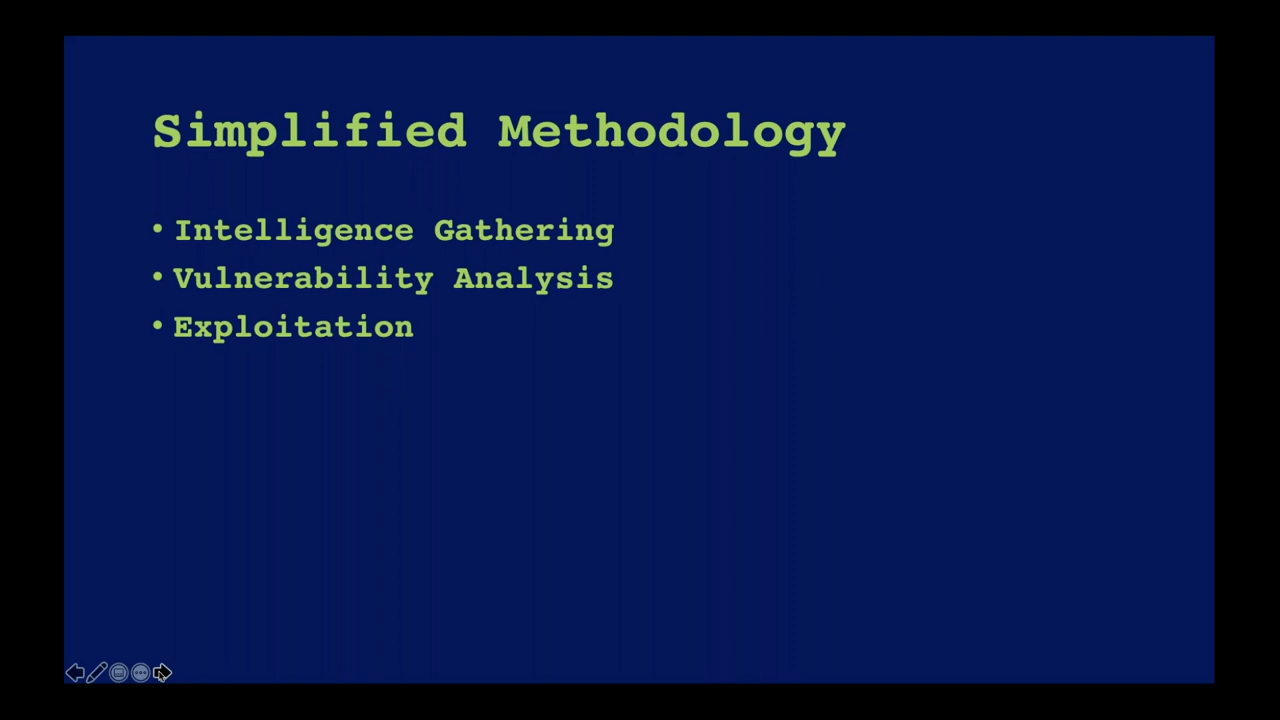 Simplified Methodology
• Intelligence Gathering
• Vulnerability Analysis
• Exploitation